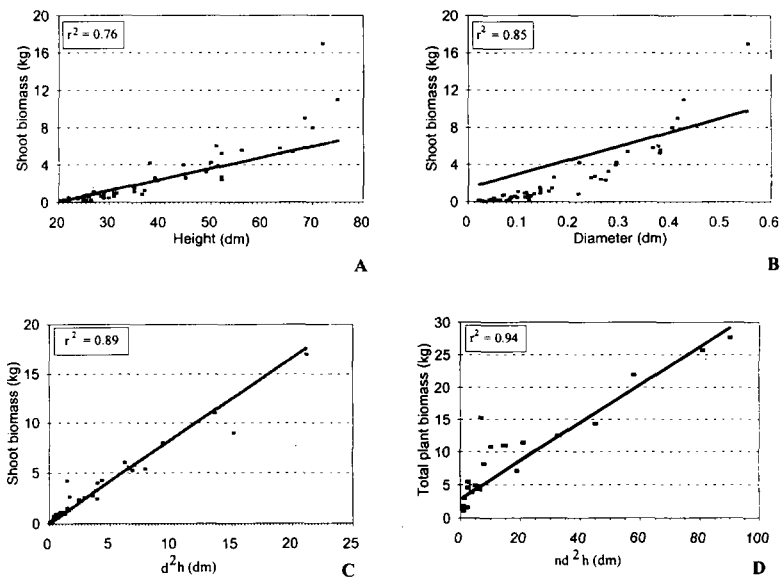 r² = 0.76
Shoot biomass (kg)
20
16
12
8
4
0
20 30 40 50 60 70 80
Height (dm)
A
r² = 0.85
Shoot biomass (kg)
20
16
12
8
4
0
0 0.1 0.2 0.3 0.4 0.5 0.6
Diameter (dm)
B
r² = 0.89
Shoot biomass (kg)
20
15
10
5
0
0 5 10 15 20 25
d²h (dm)
C
r² = 0.94
Total plant biomass (kg)
30
25
20
15
10
5
0
0 20 40 60 80 100
nd²h (dm)
D